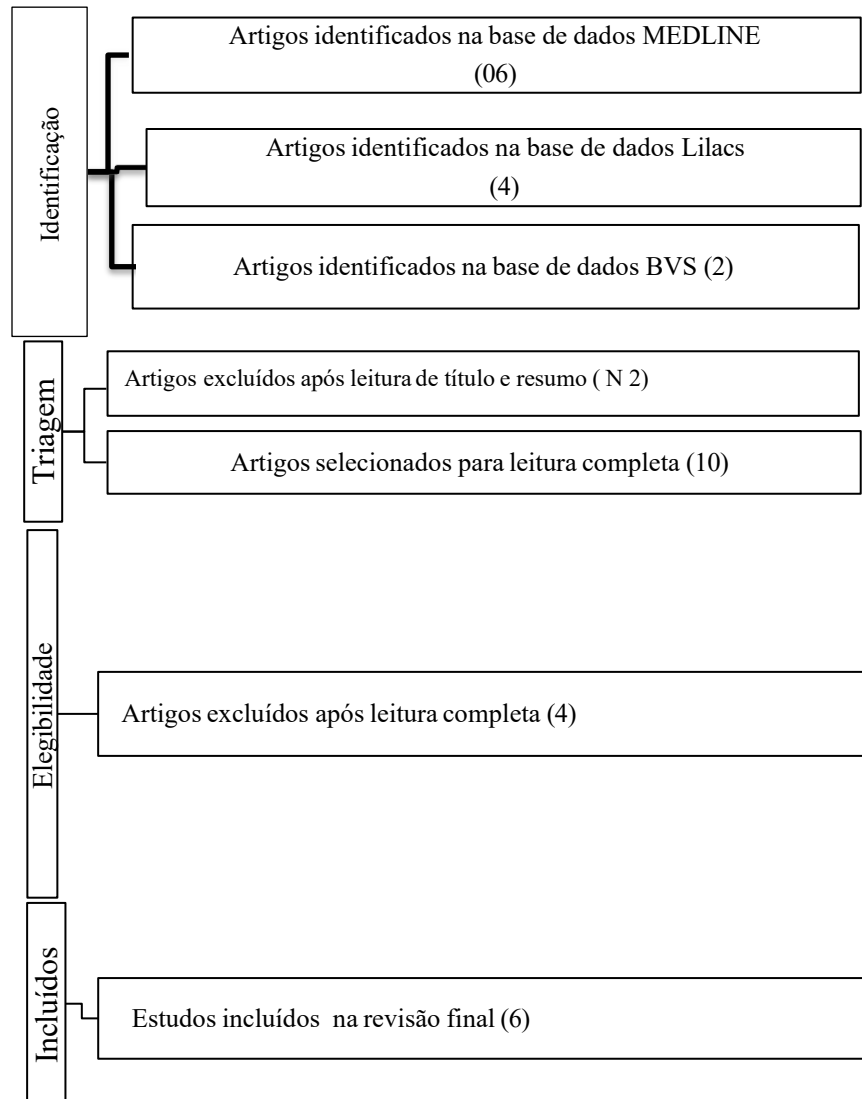 Identificação
Artigos identificados na base de dados MEDLINE
(06)
Artigos identificados na base de dados Lilacs
(4)
Artigos identificados na base de dados BVS (2)
Triagem
Artigos excluídos após leitura de título e resumo ( N 2)
Artigos selecionados para leitura completa (10)
Elegibilidade
Artigos excluídos após leitura completa (4)
Incluídos
Estudos incluídos na revisão final (6)